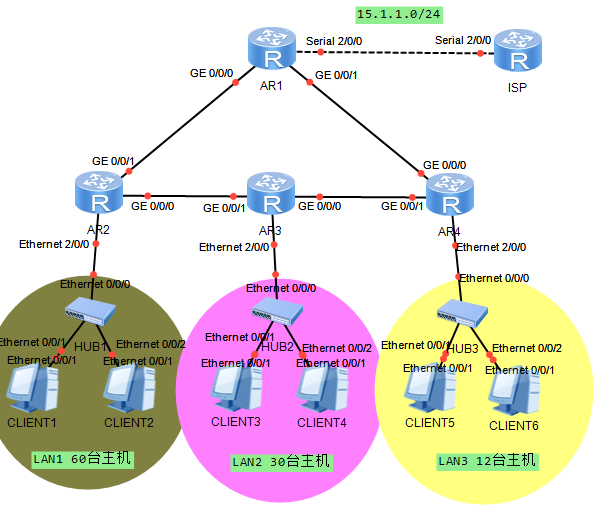 15.1.1.0/24
Serial 2/0/0
Serial 2/0/0
R
R
GE 0/0/0
GE 0/0/1
AR1
ISP
GE 0/0/1
GE 0/0/0
R
R
R
GE 0/0/0
GE 0/0/1
GE 0/0/0
GE 0/0/1
AR2
AR3
AR4
Ethernet 2/0/0
Ethernet 2/0/0
Ethernet 2/0/0
Ethernet 0/0/0
Ethernet 0/0/0
Ethernet 0/0/0
HUB1
HUB2
HUB3
Ethernet 0/0/1
Ethernet 0/0/2
Ethernet 0/0/1
Ethernet 0/0/2
Ethernet 0/0/1
Ethernet 0/0/2
Ethernet 0/0/1
Ethernet 0/0/1
Ethernet 0/0/1
Ethernet 0/0/1
Ethernet 0/0/1
Ethernet 0/0/1
CLIENT1
CLIENT2
CLIENT3
CLIENT4
CLIENT5
CLIENT6
LAN1 60台主机
LAN2 30台主机
LAN3 12台主机